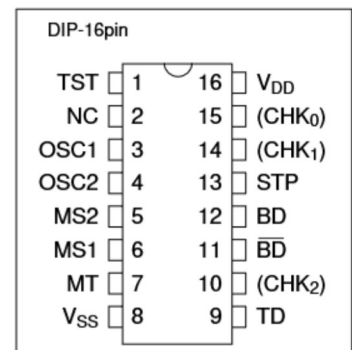 DIP-16pin
TST 1 16 VDD
NC 2 15 (CHK0)
OSC1 3 14 (CHK1)
OSC2 4 13 STP
MS2 5 12 BD
MS1 6 11 B̅D̅
MT 7 10 (CHK2)
VSS 8 9 TD